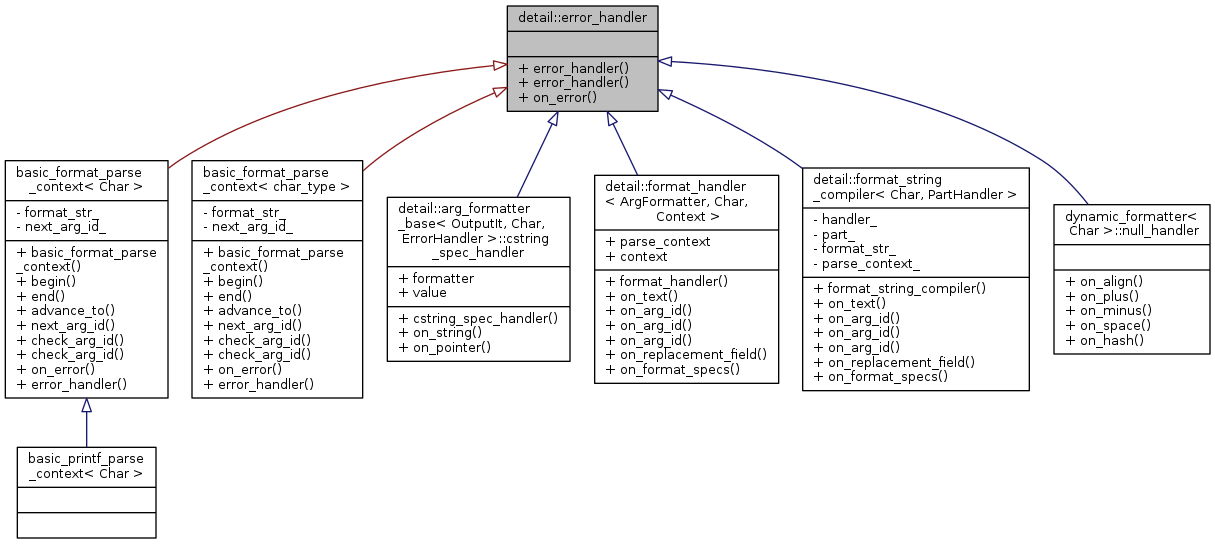 detail::error_handler
+ error_handler()
+ error_handler()
+ on_error()
basic_format_parse
_context< Char >
- format_str_
- next_arg_id_
+ basic_format_parse
_context()
+ begin()
+ end()
+ advance_to()
+ next_arg_id()
+ check_arg_id()
+ check_arg_id()
+ on_error()
+ error_handler()
basic_format_parse
_context< char_type >
- format_str_
- next_arg_id_
+ basic_format_parse
_context()
+ begin()
+ end()
+ advance_to()
+ next_arg_id()
+ check_arg_id()
+ check_arg_id()
+ on_error()
+ error_handler()
detail::arg_formatter
_base< OutputIt, Char,
ErrorHandler >::cstring
_spec_handler
+ formatter
+ value
+ cstring_spec_handler()
+ on_string()
+ on_pointer()
detail::format_handler
< ArgFormatter, Char,
Context >
+ parse_context
+ context
+ format_handler()
+ on_text()
+ on_arg_id()
+ on_arg_id()
+ on_arg_id()
+ on_replacement_field()
+ on_format_specs()
detail::format_string
_compiler< Char, PartHandler >
- handler_
- part_
- format_str_
- parse_context_
+ format_string_compiler()
+ on_text()
+ on_arg_id()
+ on_arg_id()
+ on_arg_id()
+ on_replacement_field()
+ on_format_specs()
dynamic_formatter<
Char >::null_handler
+ on_align()
+ on_plus()
+ on_minus()
+ on_space()
+ on_hash()
basic_printf_parse
_context< Char >